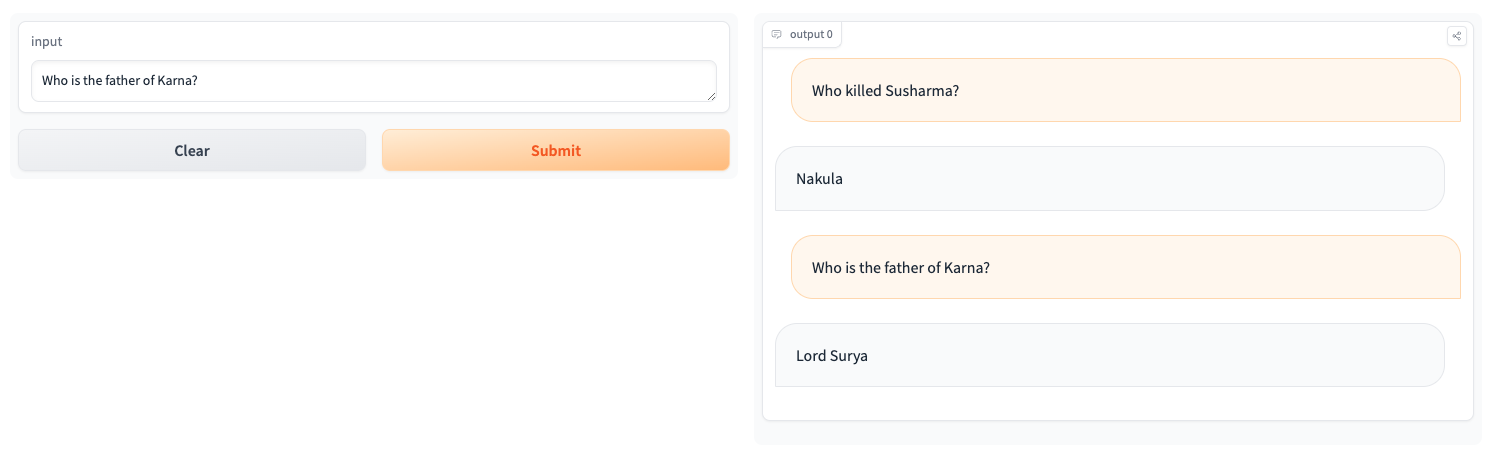 input
Who is the father of Karna?
Clear
Submit
output 0
Who killed Susharma?
Nakula
Who is the father of Karna?
Lord Surya